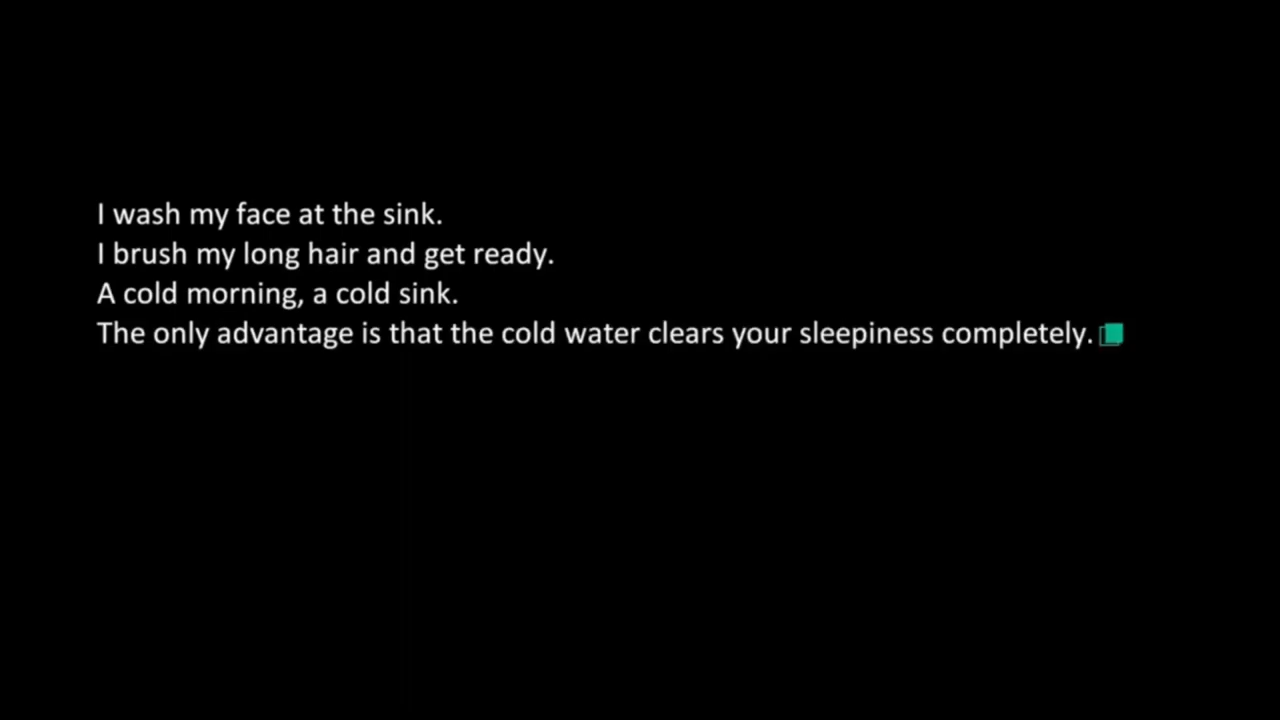 I wash my face at the sink.
I brush my long hair and get ready.
A cold morning, a cold sink.
The only advantage is that the cold water clears your sleepiness completely.